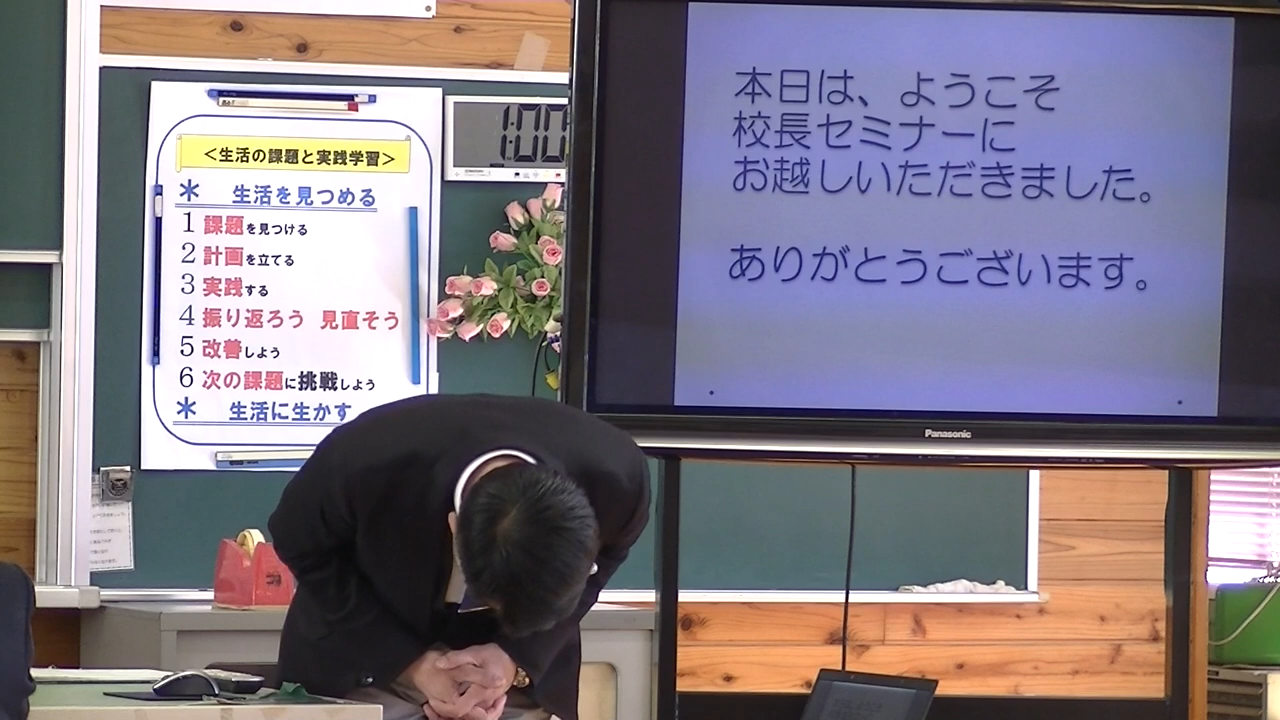 ＜生活の課題と実践学習＞
＊ 生活を見つめる
1 課題を見つける
2 計画を立てる
3 実践する
4 振り返ろう 見直そう
5 改善しよう
6 次の課題に挑戦しよう
＊ 生活に生かす
1:00
本日は、ようこそ
校長セミナーに
お越しいただきました。
ありがとうございます。
Panasonic